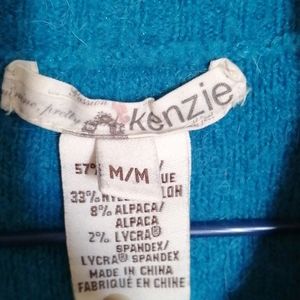 kenzie
M/M
57%
33%
8% ALPACA/
ALPACA
2% LYCRA®
SPANDEX/
LYCRA® SPANDEX
MADE IN CHINA
FABRIQUÉ EN CHINE